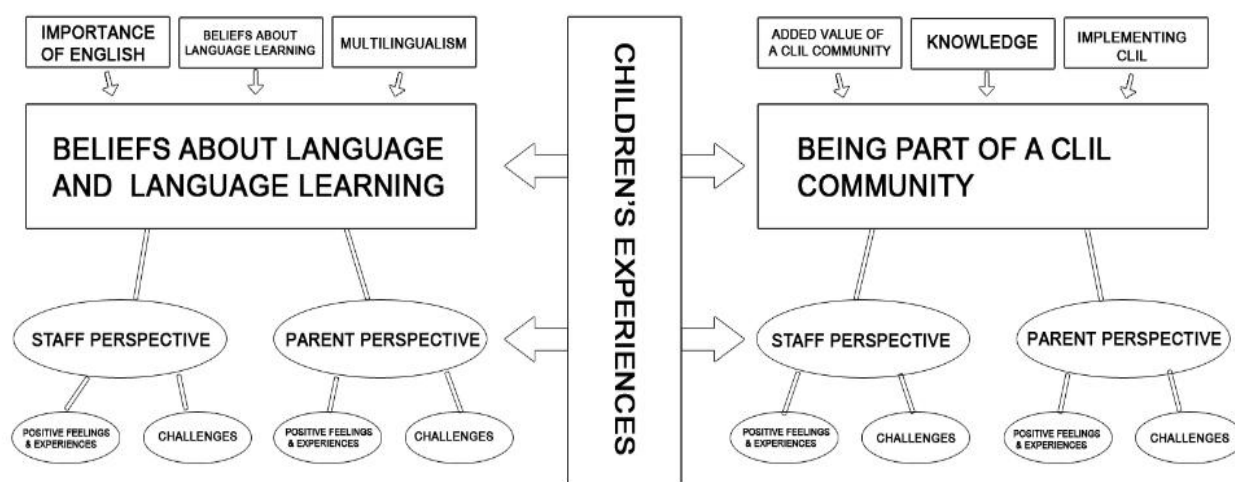 IMPORTANCE
OF ENGLISH
BELIEFS ABOUT
LANGUAGE LEARNING
MULTILINGUALISM
BELIEFS ABOUT LANGUAGE
AND LANGUAGE LEARNING
STAFF PERSPECTIVE
PARENT PERSPECTIVE
POSITIVE FEELINGS
& EXPERIENCES
CHALLENGES
POSITIVE FEELINGS
& EXPERIENCES
CHALLENGES
CHILDREN'S EXPERIENCES
ADDED VALUE OF
A CLIL COMMUNITY
KNOWLEDGE
IMPLEMENTING
CLIL
BEING PART OF A CLIL
COMMUNITY
STAFF PERSPECTIVE
PARENT PERSPECTIVE
POSITIVE FEELINGS
& EXPERIENCES
CHALLENGES
POSITIVE FEELINGS
& EXPERIENCES
CHALLENGES